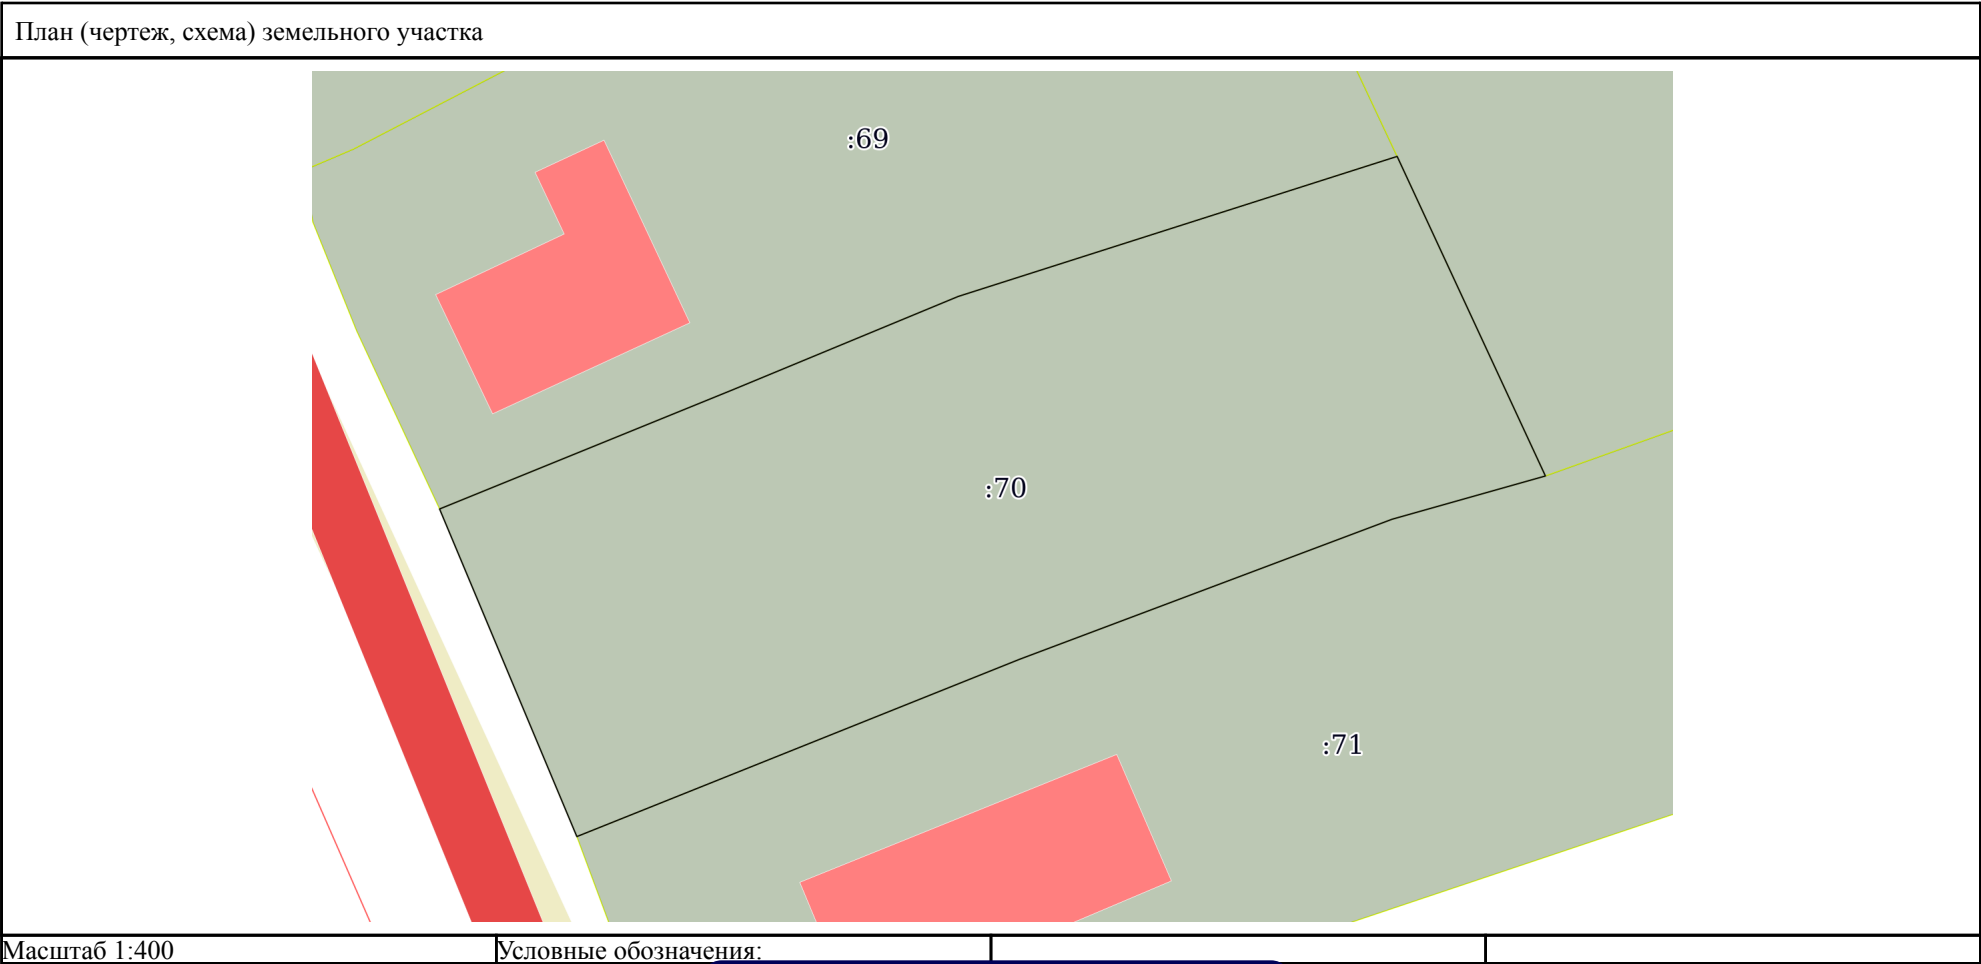 План (чертеж, схема) земельного участка
:69
:70
:71
Масштаб 1:400
Условные обозначения: